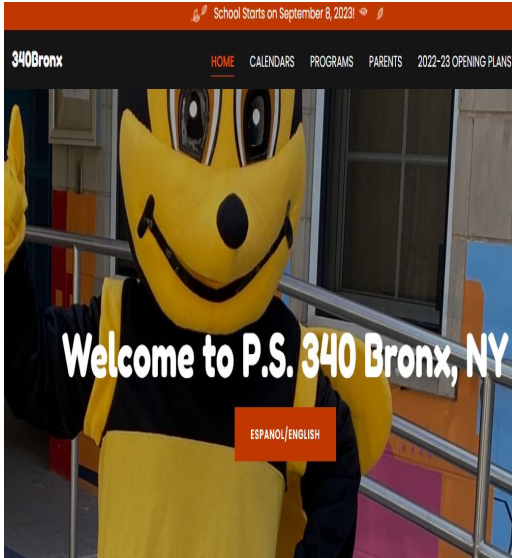 School Starts on September 8, 2023!
340Bronx
HOME CALENDARS PROGRAMS PARENTS 2022-23 OPENING PLANS
Welcome to P.S. 340 Bronx, NY
ESPANOL/ENGLISH